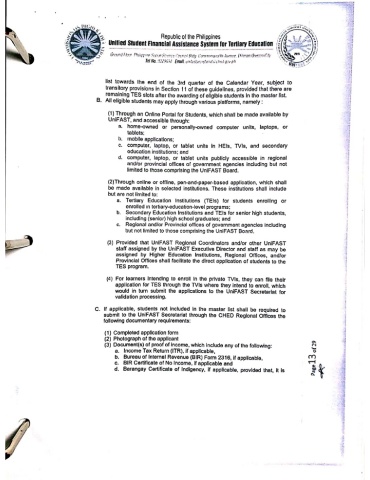 Republic of the Philippines
Unified Student Financial Assistance System for Tertiary Education
list towards the end of the 3rd quarter of the Calendar Year, subject to
transitory provisions in Section 11 of these guidelines, provided that there are
remaining TES slots after the awarding of eligible students in the master list.
B. All eligible students may apply through various platforms, namely :
(1) Through an Online Portal for Students, which shall be made available by
UniFAST, and accessible through:
a. home-owned or personally-owned computer units, laptops, or
tablets;
b. mobile applications;
c. computer, laptop, or tablet units in HEIs, TVIs, and secondary
education institutions; and
d. computer, laptop, or tablet units publicly accessible in regional
and/or provincial offices of government agencies including but not
limited to those comprising the UniFAST Board.
(2) Through online or offline, pen-and-paper-based application, which shall
be made available in selected institutions. These institutions shall include
but are not limited to:
a. Tertiary Education Institutions (TEIs) for students enrolling or
enrolled in tertiary-education-level programs;
b. Secondary Education Institutions and TEIs for senior high students,
including (senior) high school graduates; and
c. Regional and/or Provincial offices of government agencies including
but not limited to those comprising the UniFAST Board.
(3) Provided that UniFAST Regional Coordinators and/or other UniFAST
staff assigned by the UniFAST Executive Director and staff as may be
assigned by Higher Education Institutions, Regional Offices, and/or
Provincial Offices shall facilitate the direct application of students to the
TES program.
(4) For learners intending to enroll in the private TVIs, they can file their
application for TES through the TVIs where they intend to enroll, which
would in turn submit the applications to the UniFAST Secretariat for
validation processing.
C. If applicable, students not included in the master list shall be required to
submit to the UniFAST Secretariat through the CHED Regional Offices the
following documentary requirements:
(1) Completed application form
(2) Photograph of the applicant
(3) Document(s) of proof of Income, which include any of the following:
a. Income Tax Return (ITR), if applicable,
b. Bureau of Internal Revenue (BIR) Form 2316, if applicable,
c. BIR Certificate of No Income, if applicable and
d. Barangay Certificate of Indigency, if applicable, provided that, it is
Page 13 of 29